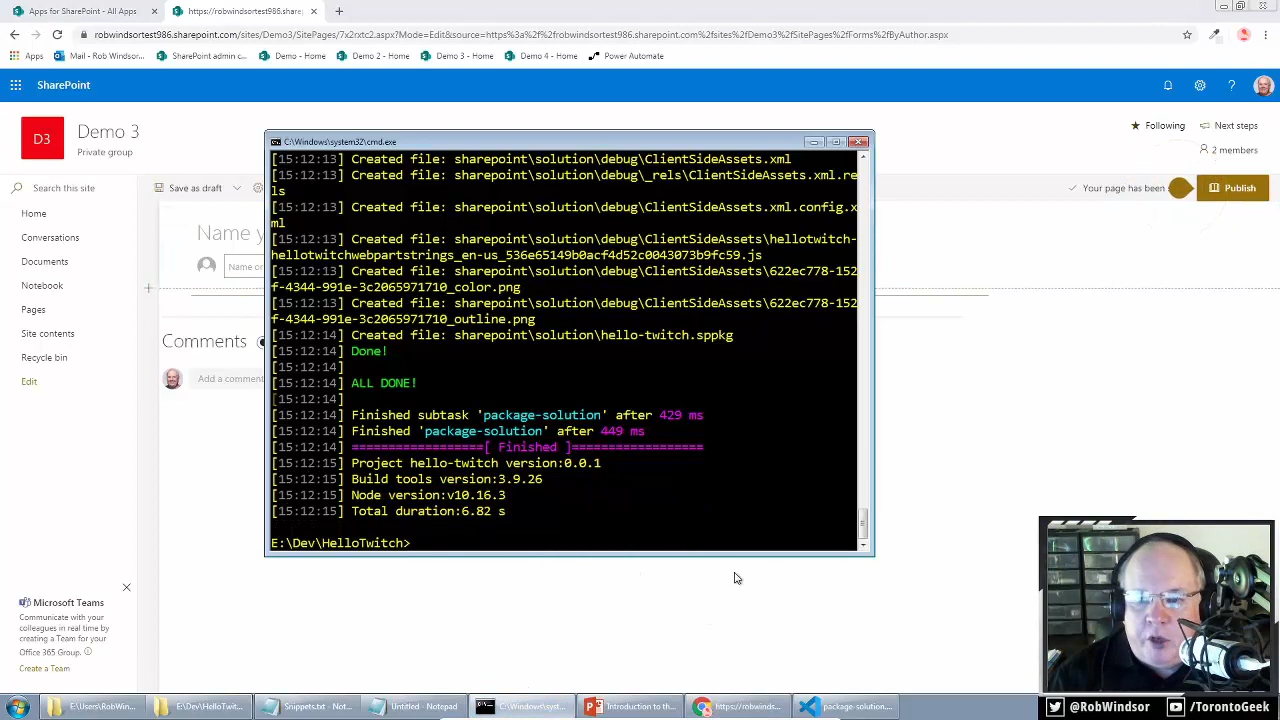 Apps for SharePoint - All Apps
https://robwindsortest986.share
robwindsortest986.sharepoint.com/sites/Demo3/SitePages/7x2rxtc2.aspx?Mode=Edit&source=https%3a%2f%2frobwindsortest986.sharepoint.com%2fsites%2fDemo3%2fSitePages%2fForms%2fByAuthor.aspx
Apps
Mail - Rob Windsor...
SharePoint admin c...
Demo - Home
Demo 2 - Home
Demo 3 - Home
Demo 4 - Home
Power Automate
SharePoint
?
D3
Demo 3
Private group
Following
Next steps
2 members
Search this site
Save as draft
Your page has been
Publish
Home
Conversations
Documents
Notebook
Pages
Site contents
Recycle bin
Edit
Name y
Name or
Comments
Add a comment
C:\Windows\system32\cmd.exe
[15:12:13] Created file: sharepoint\solution\debug\ClientSideAssets.xml
[15:12:13] Created file: sharepoint\solution\debug\_rels\ClientSideAssets.xml.re
ls
[15:12:13] Created file: sharepoint\solution\debug\ClientSideAssets.xml.config.x
ml
[15:12:13] Created file: sharepoint\solution\debug\ClientSideAssets\hellotwitch-
hellotwitchwebpartstrings_en-us_536e65149b0acf4d52c0043073b9fc59.js
[15:12:13] Created file: sharepoint\solution\debug\ClientSideAssets\622ec778-152
f-4344-991e-3c2065971710_color.png
[15:12:13] Created file: sharepoint\solution\debug\ClientSideAssets\622ec778-152
f-4344-991e-3c2065971710_outline.png
[15:12:14] Created file: sharepoint\solution\hello-twitch.sppkg
[15:12:14] Done!
[15:12:14]
[15:12:14] ALL DONE!
[15:12:14]
[15:12:14] Finished subtask 'package-solution' after 429 ms
[15:12:14] Finished 'package-solution' after 449 ms
[15:12:14] ==================[ Finished ]==================
[15:12:15] Project hello-twitch version:0.0.1
[15:12:15] Build tools version:3.9.26
[15:12:15] Node version:v10.16.3
[15:12:15] Total duration:6.82 s
E:\Dev\HelloTwitch>
Microsoft Teams
Communicate with your
colleagues in real time by
creating a Team for your
Office 365 Group.
Create a Team
E:\Users\RobWin...
E:\Dev\HelloTwit...
Snippets.txt - Not...
Untitled - Notepad
C:\Windows\syst...
Introduction to th...
https://robwinds...
package-solution....
@RobWindsor
/TorontoGeek